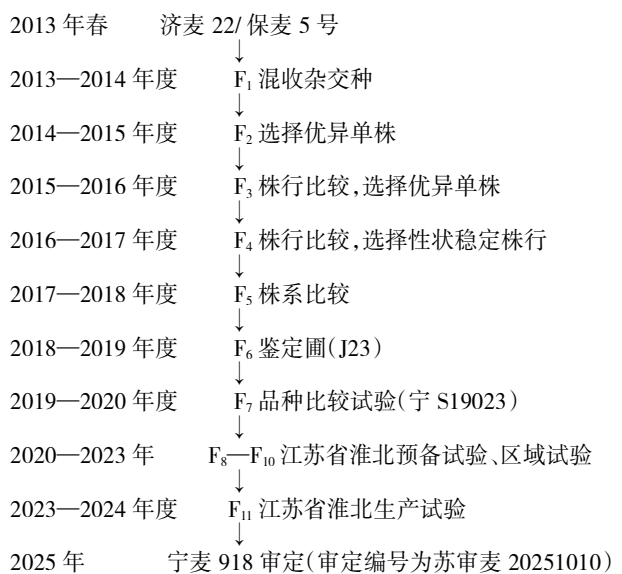 2013 年春 济麦 22/ 保麦 5 号
↓
2013—2014 年度 F₁ 混收杂交种
↓
2014—2015 年度 F₂ 选择优异单株
↓
2015—2016 年度 F₃ 株行比较,选择优异单株
↓
2016—2017 年度 F₄ 株行比较,选择性状稳定株行
↓
2017—2018 年度 F₅ 株系比较
↓
2018—2019 年度 F₆ 鉴定圃(J23)
↓
2019—2020 年度 F₇ 品种比较试验(宁 S19023)
↓
2020—2023 年 F₈—F₁₀ 江苏省淮北预备试验、区域试验
↓
2023—2024 年度 F₁₁ 江苏省淮北生产试验
↓
2025 年 宁麦 918 审定(审定编号为苏审麦 20251010)